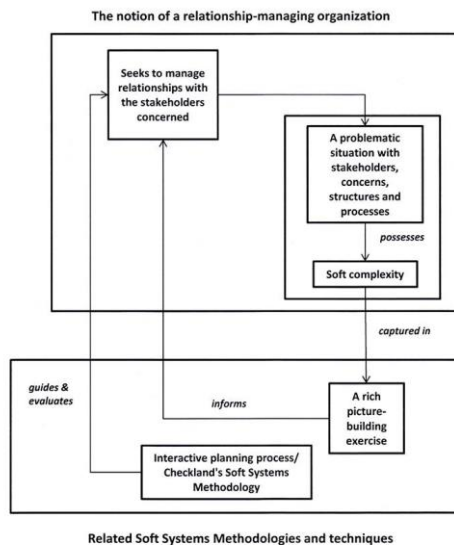 The notion of a relationship-managing organization
Seeks to manage
relationships with
the stakeholders
concerned
A problematic
situation with
stakeholders,
concerns,
structures and
processes
possesses
Soft complexity
captured in
guides &
evaluates
informs
A rich
picture-
building
exercise
Interactive planning process/
Checkland's Soft Systems
Methodology
Related Soft Systems Methodologies and techniques